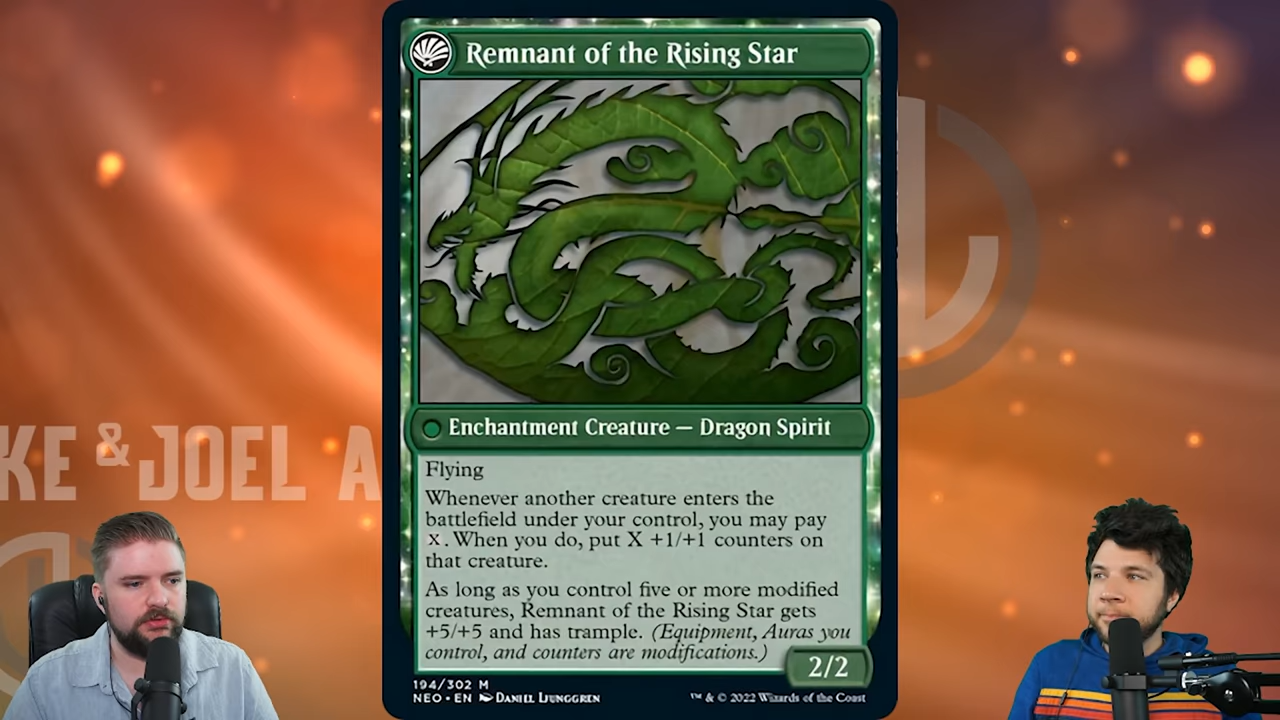 Remnant of the Rising Star
Enchantment Creature — Dragon Spirit
Flying
Whenever another creature enters the
battlefield under your control, you may pay
X. When you do, put X +1/+1 counters on
that creature.
As long as you control five or more modified
creatures, Remnant of the Rising Star gets
+5/+5 and has trample. (Equipment, Auras you
control, and counters are modifications.)
2/2
194/302 M
NEO • EN DANIEL LJUNGGREN
™ & © 2022 Wizards of the Coast
KE & JOEL A